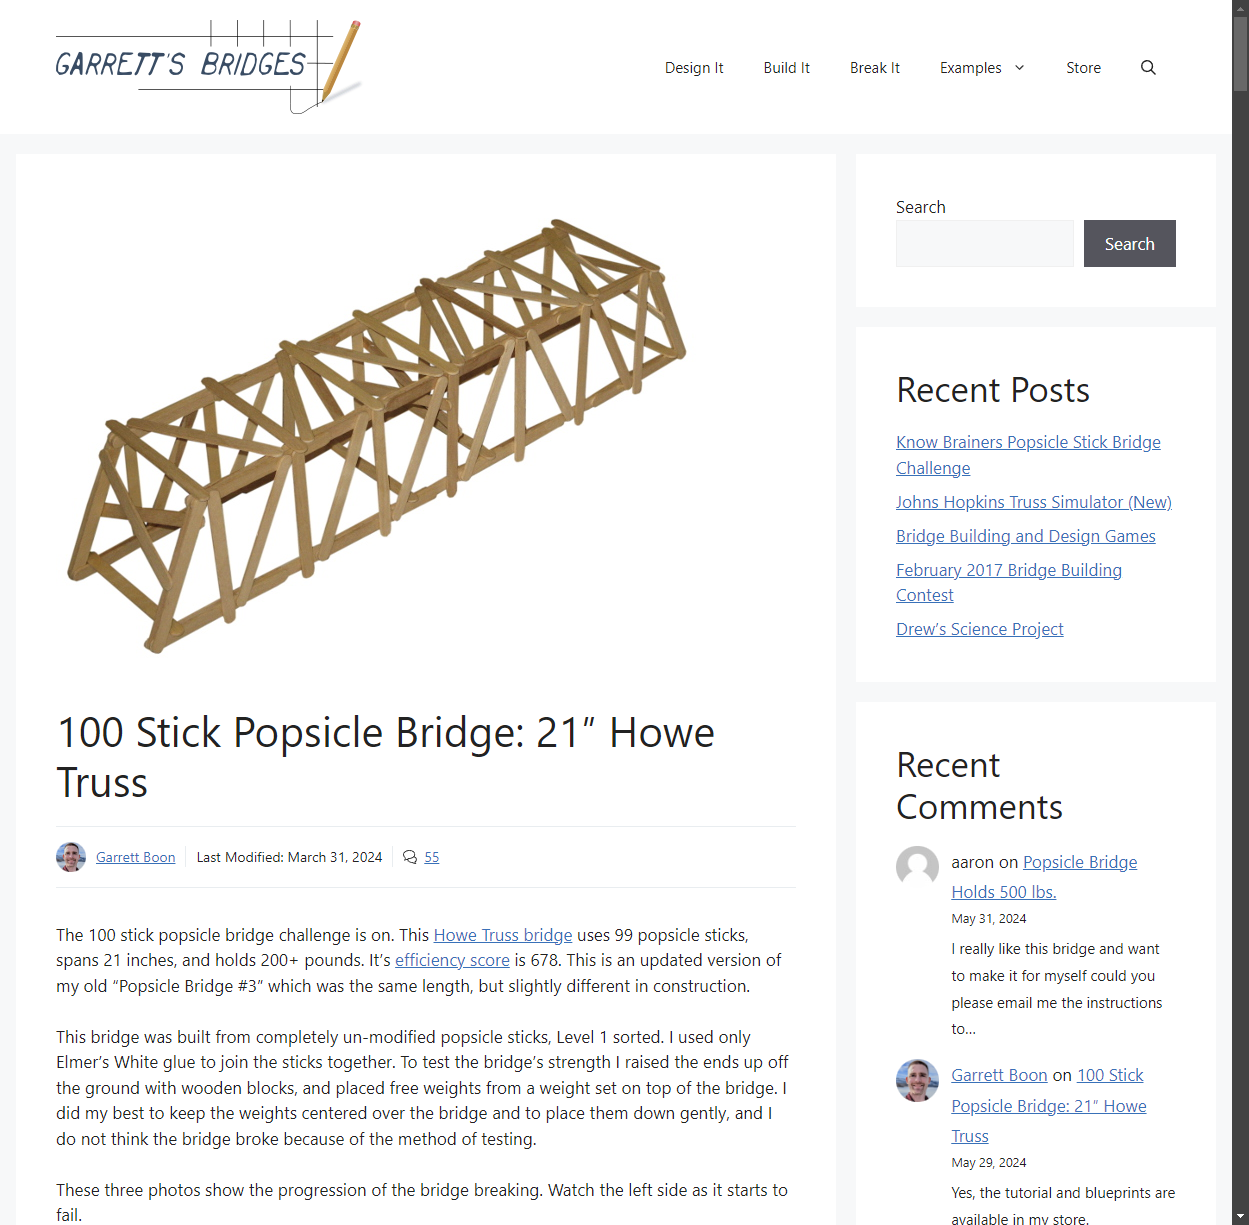 GARRETT'S BRIDGES
Design It
Build It
Break It
Examples
Store
100 Stick Popsicle Bridge: 21″ Howe
Truss
Garrett Boon
Last Modified: March 31, 2024
55
The 100 stick popsicle bridge challenge is on. This Howe Truss bridge uses 99 popsicle sticks,
spans 21 inches, and holds 200+ pounds. It’s efficiency score is 678. This is an updated version of
my old “Popsicle Bridge #3” which was the same length, but slightly different in construction.
This bridge was built from completely un-modified popsicle sticks, Level 1 sorted. I used only
Elmer’s White glue to join the sticks together. To test the bridge’s strength I raised the ends up off
the ground with wooden blocks, and placed free weights from a weight set on top of the bridge. I
did my best to keep the weights centered over the bridge and to place them down gently, and I
do not think the bridge broke because of the method of testing.
These three photos show the progression of the bridge breaking. Watch the left side as it starts to
fail.
Search
Search
Recent Posts
Know Brainers Popsicle Stick Bridge
Challenge
Johns Hopkins Truss Simulator (New)
Bridge Building and Design Games
February 2017 Bridge Building
Contest
Drew’s Science Project
Recent
Comments
aaron on Popsicle Bridge
Holds 500 lbs.
May 31, 2024
I really like this bridge and want
to make it for myself could you
please email me the instructions
to…
Garrett Boon on 100 Stick
Popsicle Bridge: 21″ Howe
Truss
May 29, 2024
Yes, the tutorial and blueprints are
available in my store.